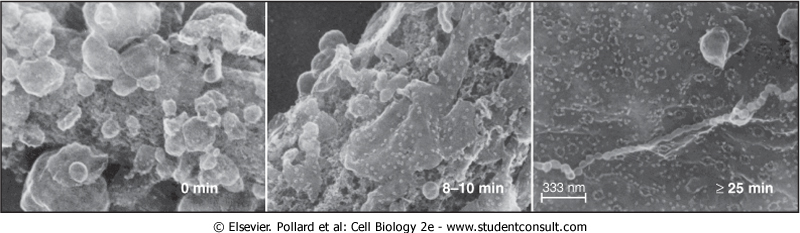 0 min
8–10 min
333 nm
≥ 25 min
© Elsevier. Pollard et al: Cell Biology 2e - www.studentconsult.com